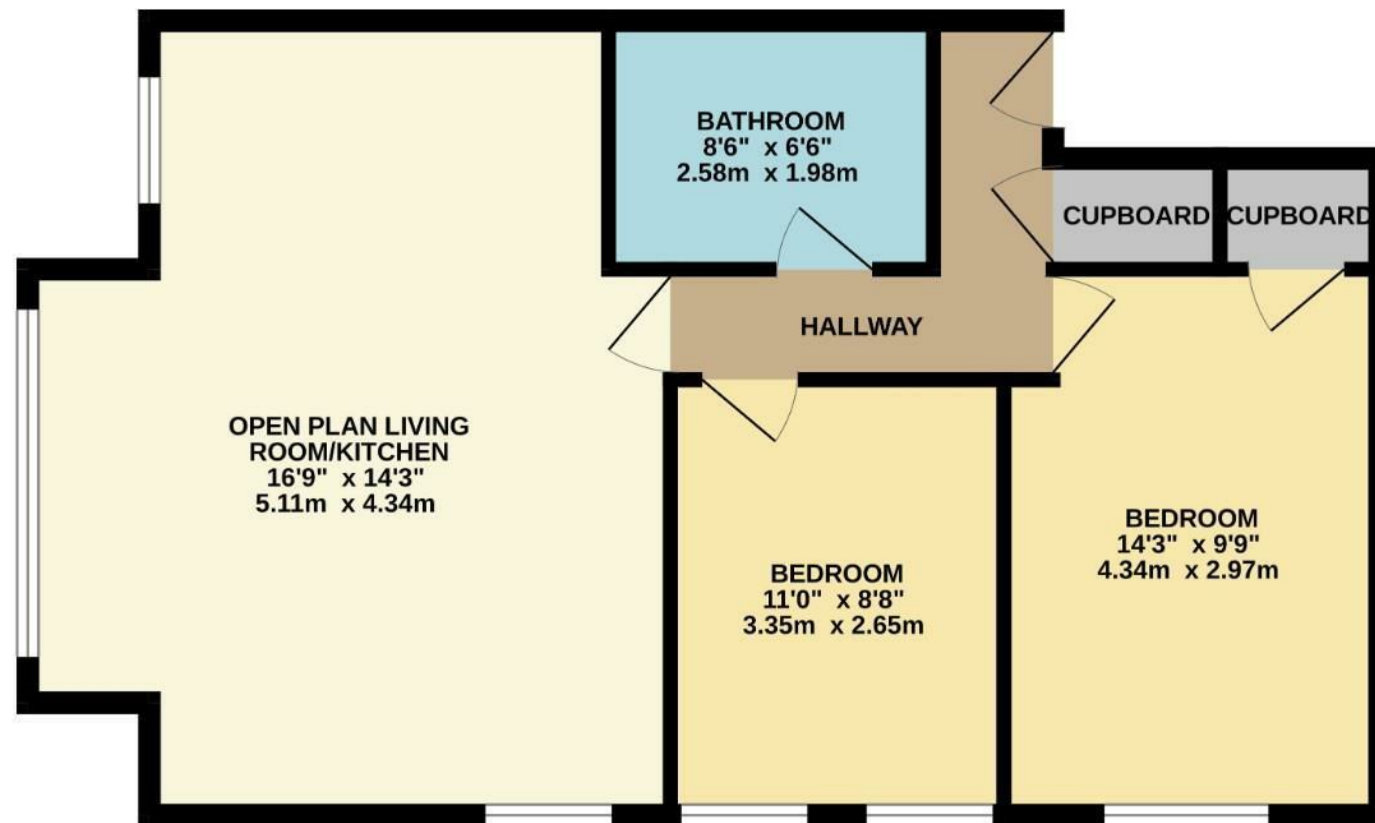 BATHROOM
8'6" x 6'6"
2.58m x 1.98m
CUPBOARD
CUPBOARD
HALLWAY
OPEN PLAN LIVING
ROOM/KITCHEN
16'9" x 14'3"
5.11m x 4.34m
BEDROOM
14'3" x 9'9"
4.34m x 2.97m
BEDROOM
11'0" x 8'8"
3.35m x 2.65m